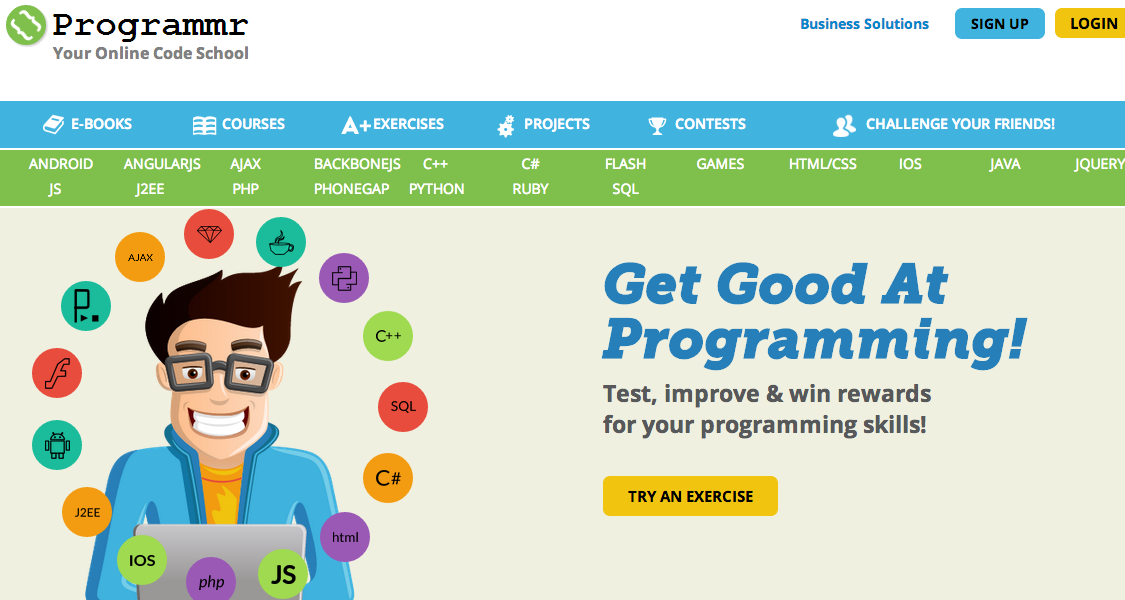 Programmr
Your Online Code School
Business Solutions SIGN UP LOGIN
E-BOOKS COURSES A+ EXERCISES PROJECTS CONTESTS CHALLENGE YOUR FRIENDS!
ANDROID ANGULARJS AJAX BACKBONEJS C++ C# FLASH GAMES HTML/CSS IOS JAVA JQUERY
JS J2EE PHP PHONEGAP PYTHON RUBY SQL
AJAX
C++
SQL
C#
J2EE
html
IOS
php
JS
Get Good At
Programming!
Test, improve & win rewards
for your programming skills!
TRY AN EXERCISE